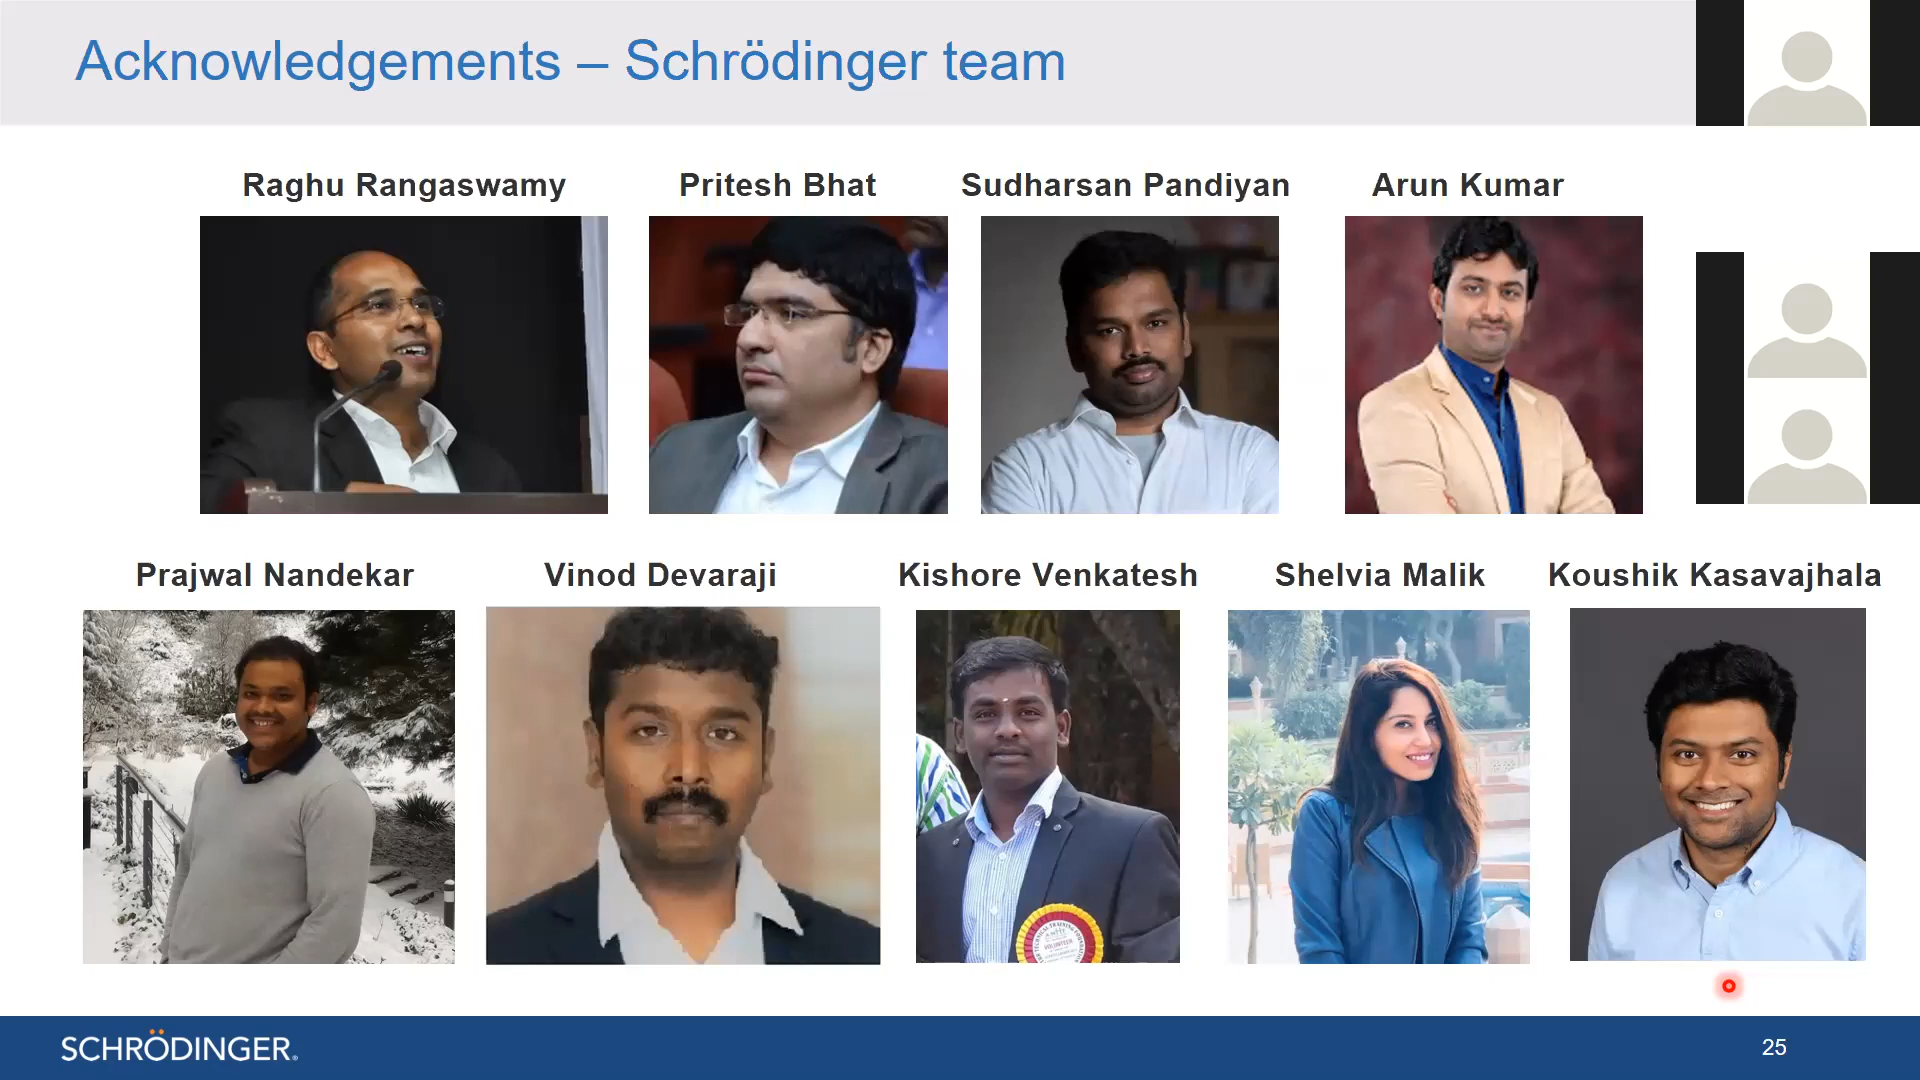 Acknowledgements – Schrödinger team
Raghu Rangaswamy
Pritesh Bhat
Sudharsan Pandiyan
Arun Kumar
Prajwal Nandekar
Vinod Devaraji
Kishore Venkatesh
Shelvia Malik
Koushik Kasavajhala
VOLUNTEER
SCHRÖDINGER
25